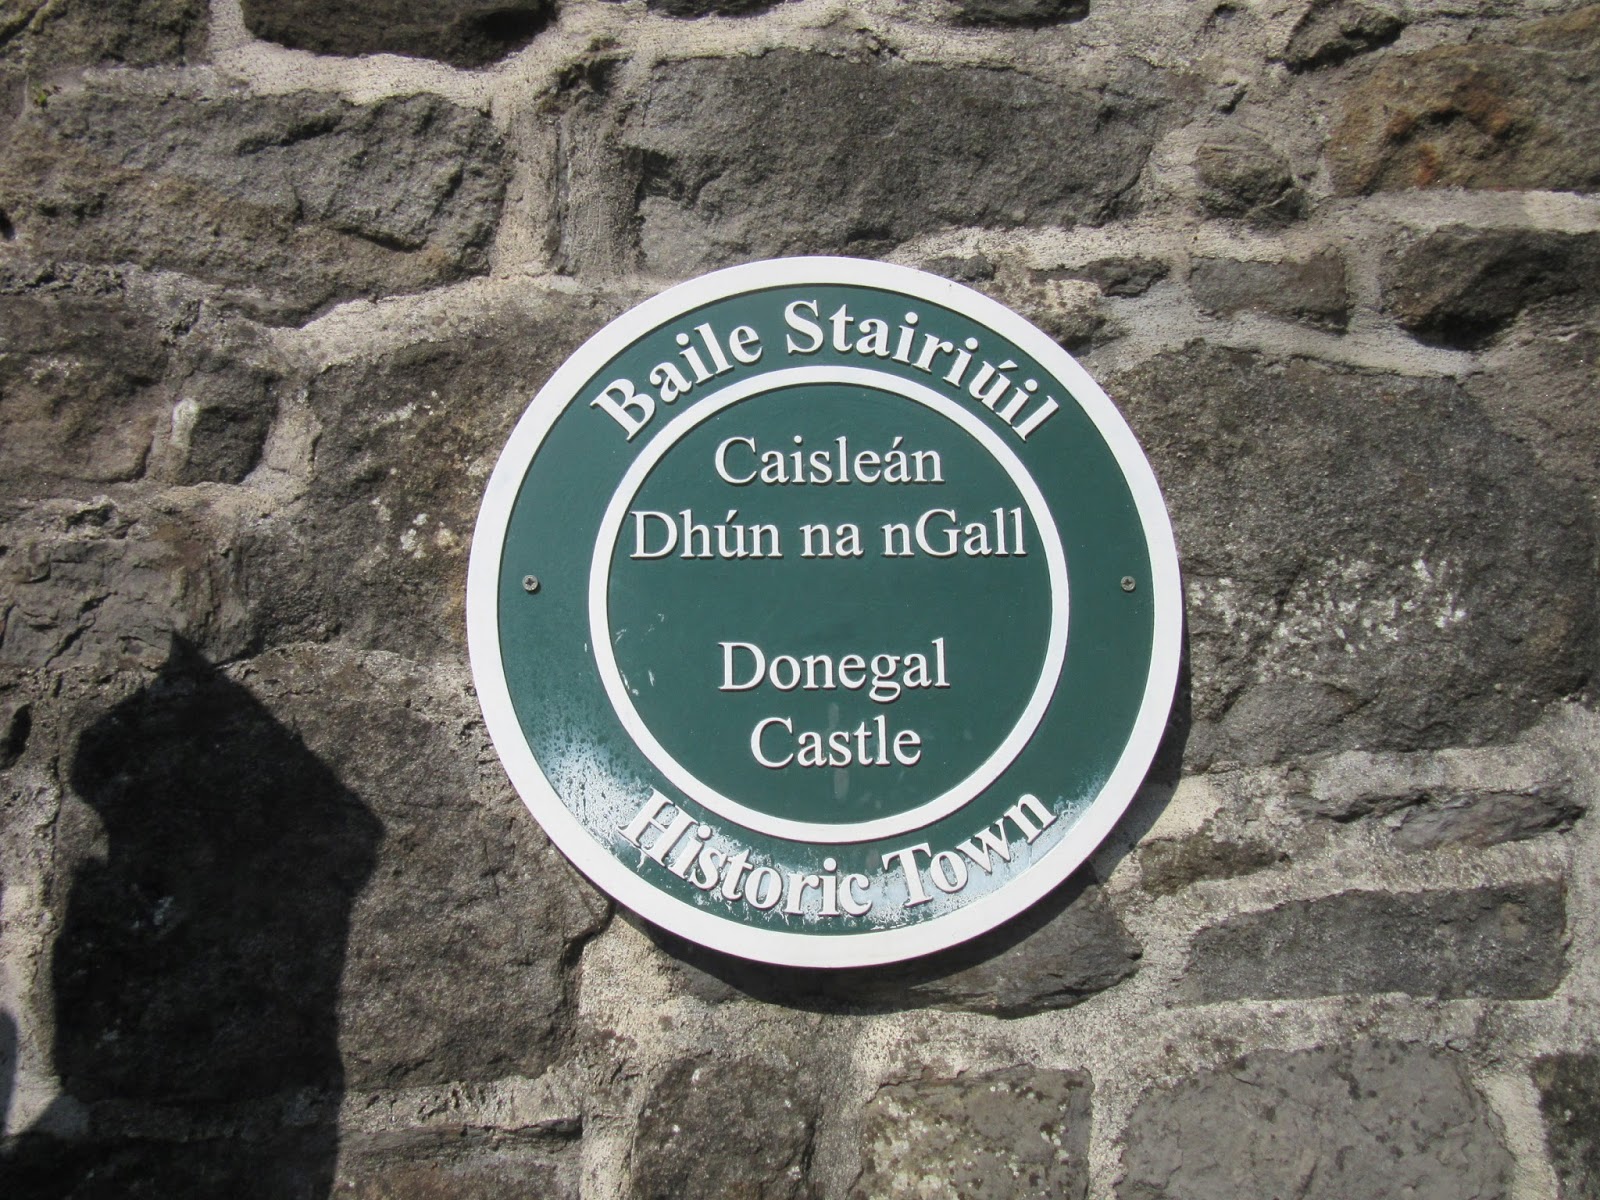 Baile Stairiúil
Caisleán
Dhún na nGall
Donegal
Castle
Historic Town